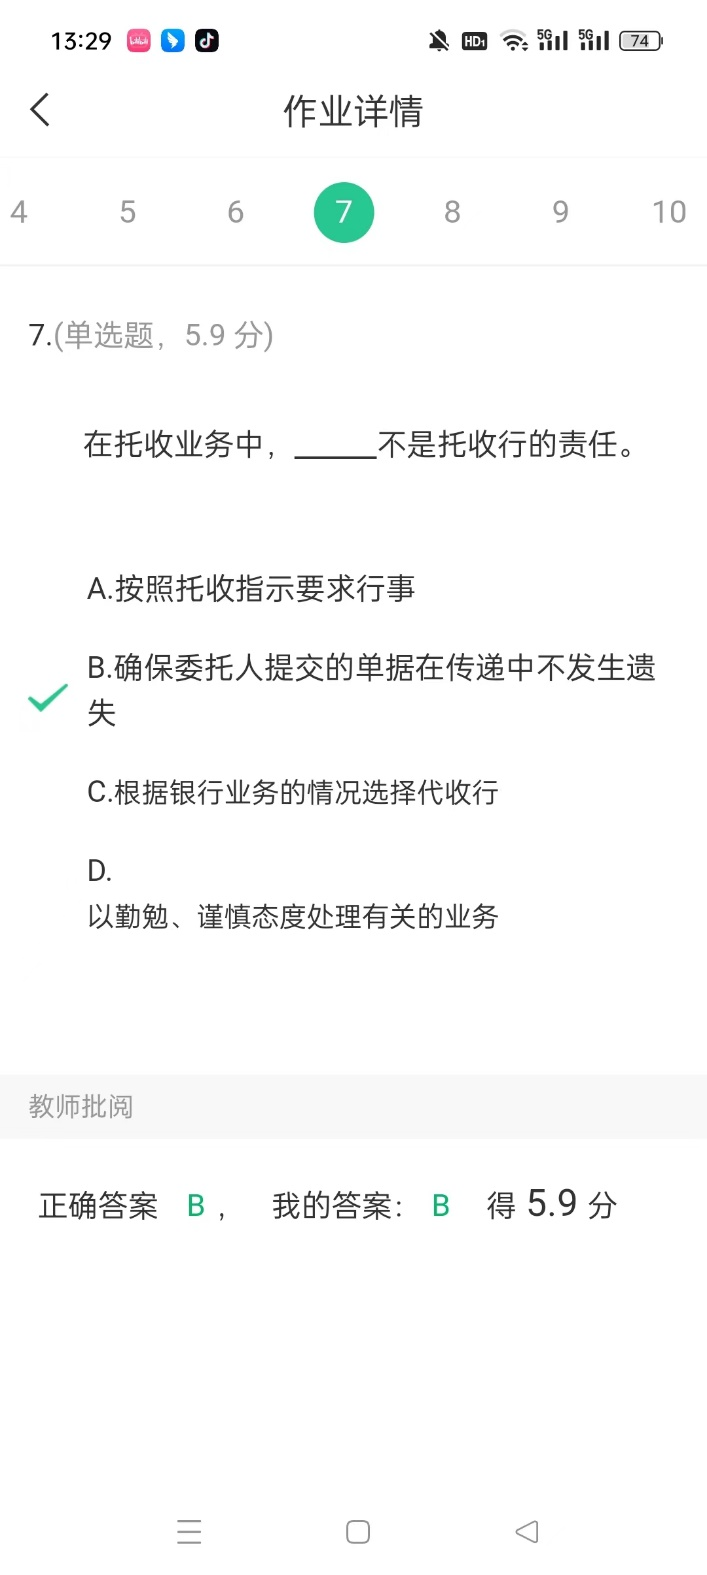 13:29 HD1 5G 5G 74
作业详情
4 5 6 7 8 9 10
7.(单选题，5.9 分)
在托收业务中，______不是托收行的责任。
A.按照托收指示要求行事
B.确保委托人提交的单据在传递中不发生遗
失
C.根据银行业务的情况选择代收行
D.
以勤勉、谨慎态度处理有关的业务
教师批阅
正确答案 B， 我的答案： B 得 5.9 分